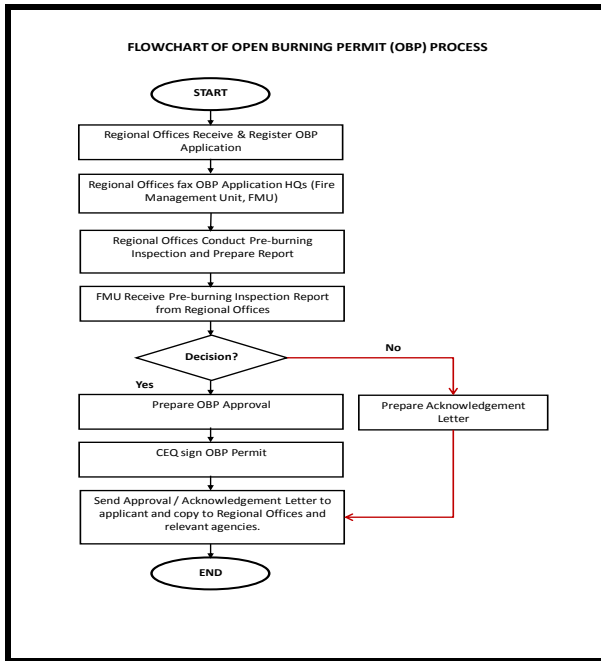 FLOWCHART OF OPEN BURNING PERMIT (OBP) PROCESS
START
Regional Offices Receive & Register OBP
Application
Regional Offices fax OBP Application HQs (Fire
Management Unit, FMU)
Regional Offices Conduct Pre-burning
Inspection and Prepare Report
FMU Receive Pre-burning Inspection Report
from Regional Offices
Decision?
No
Yes
Prepare OBP Approval
Prepare Acknowledgement
Letter
CEQ sign OBP Permit
Send Approval / Acknowledgement Letter to
applicant and copy to Regional Offices and
relevant agencies.
END